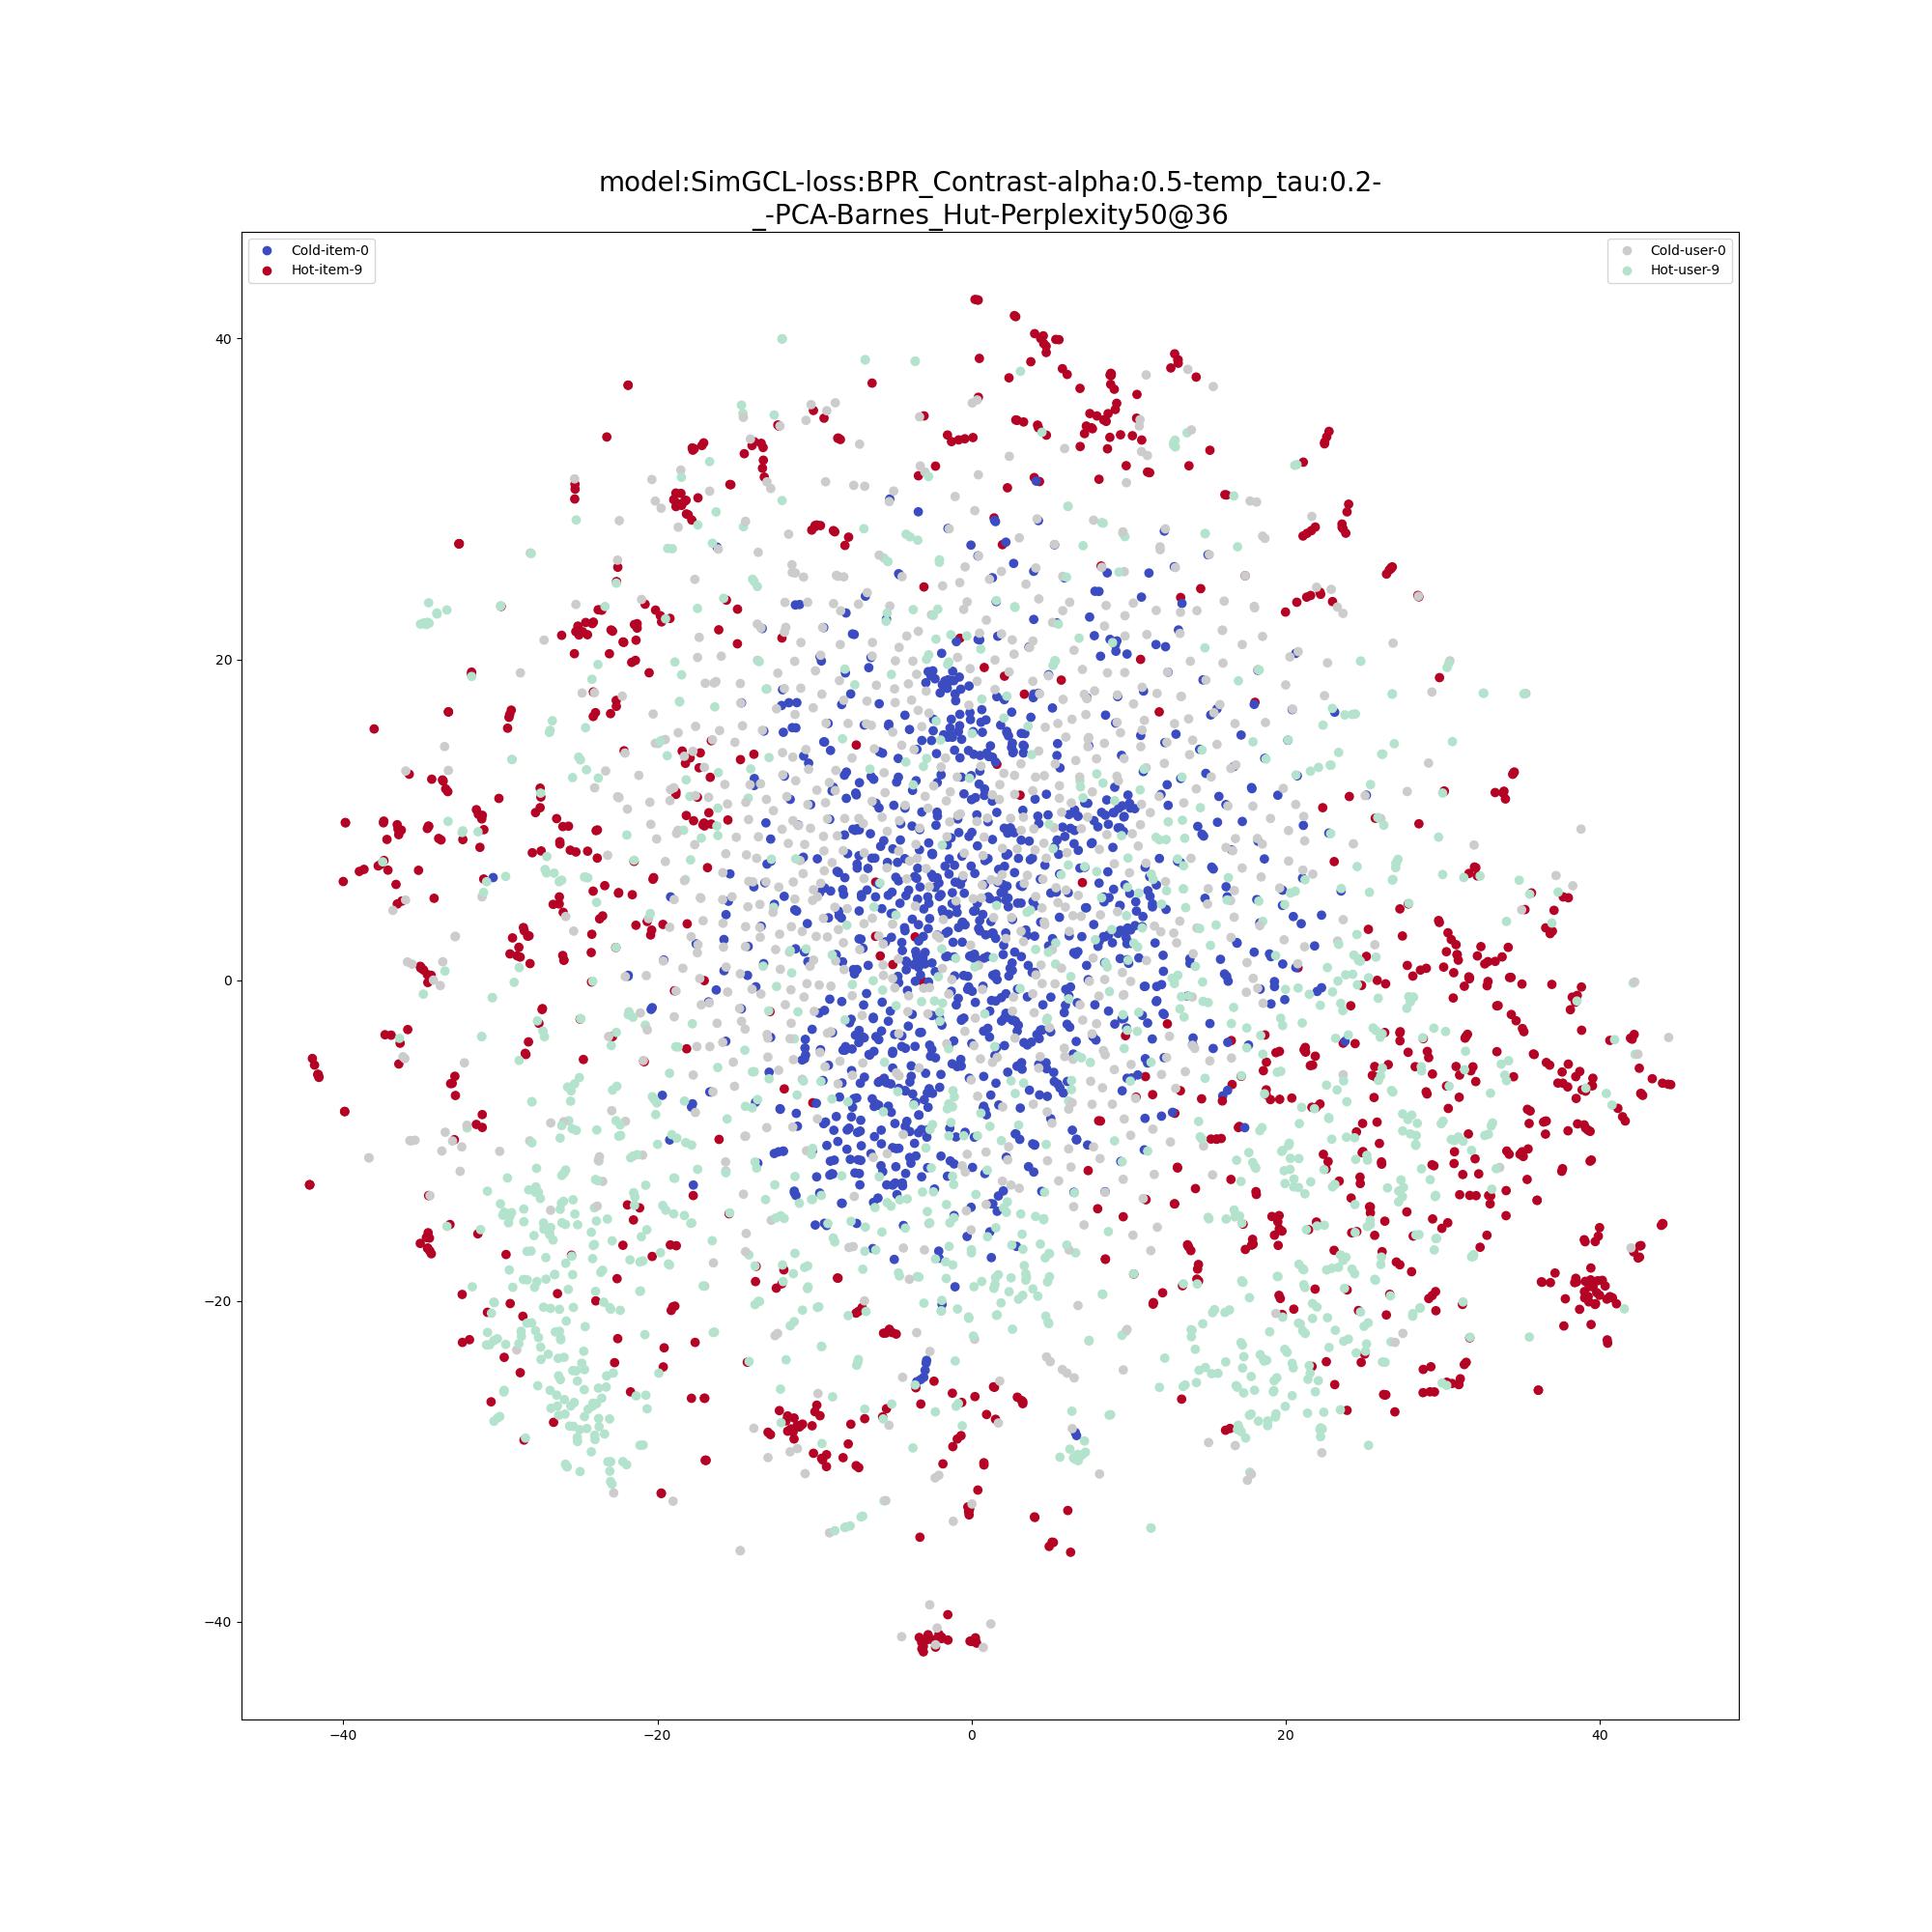 model:SimGCL-loss:BPR_Contrast-alpha:0.5-temp_tau:0.2-
_-PCA-Barnes_Hut-Perplexity50@36
Cold-item-0
Hot-item-9
Cold-user-0
Hot-user-9
40
20
0
−20
−40
−40
−20
0
20
40